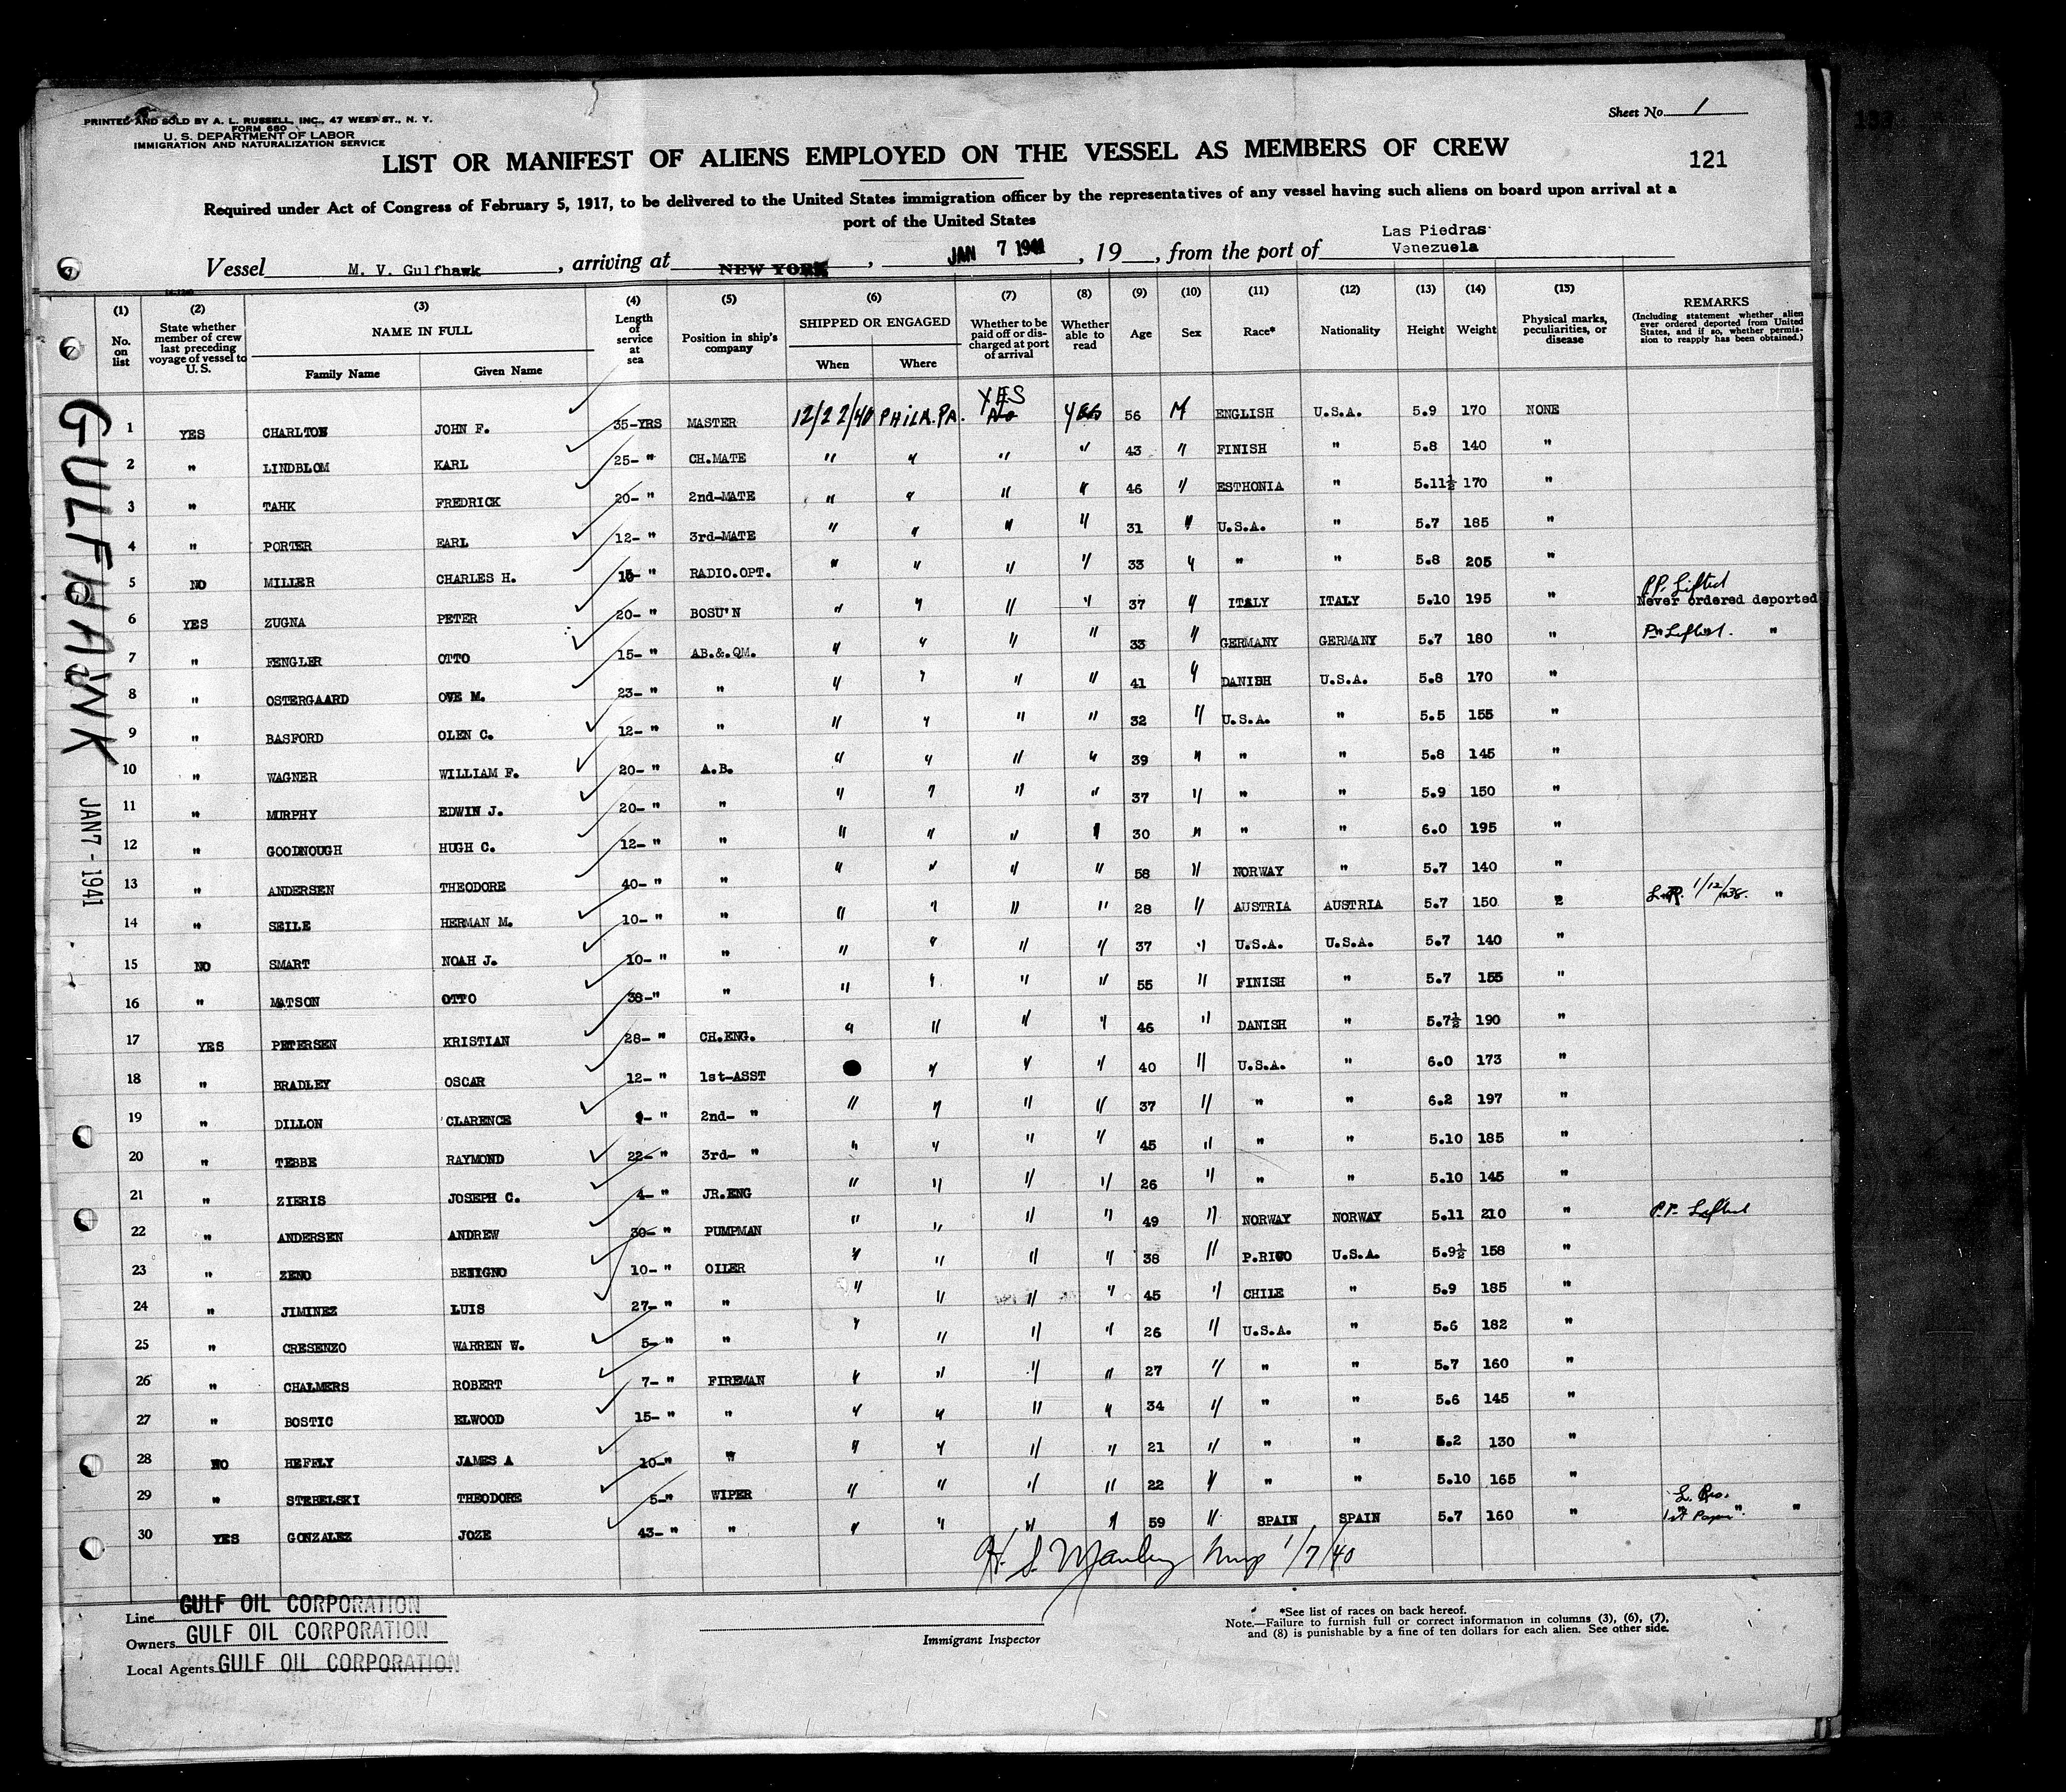 PRINTED AND SOLD BY A. L. RUSSELL, INC., 47 WEST ST., N. Y.
FORM 680
U. S. DEPARTMENT OF LABOR
IMMIGRATION AND NATURALIZATION SERVICE
Sheet No. 1
LIST OR MANIFEST OF ALIENS EMPLOYED ON THE VESSEL AS MEMBERS OF CREW
121
Required under Act of Congress of February 5, 1917, to be delivered to the United States immigration officer by the representatives of any vessel having such aliens on board upon arrival at a
port of the United States
Vessel M. V. Gulfhawk, arriving at NEW YORK, JAN 7 1941, 19__, from the port of Las Piedras Venezuela
(1) No. on list (2) State whether member of crew last preceding voyage of vessel to U.S. (3) NAME IN FULL Family Name Given Name (4) Length of service at sea (5) Position in ship's company (6) SHIPPED OR ENGAGED When Where (7) Whether to be paid off or discharged at port of arrival (8) Whether able to read (9) Age (10) Sex (11) Race* (12) Nationality (13) Height (14) Weight (15) Physical marks, peculiarities, or disease REMARKS (Including statement whether alien ever ordered deported from United States, and if so, whether permission to reapply has been obtained.)
1 YES CHARLTON JOHN F. 35-YRS MASTER 12/22/40 PHILA. PA. YES No YES 56 M ENGLISH U.S.A. 5.9 170 NONE
2 " LINDBLOM KARL 25- " CH.MATE " " " " 43 " FINISH " 5.8 140 "
3 " TAHK FREDRICK 20- " 2nd-MATE " " " " 46 " ESTHONIA " 5.11½ 170 "
4 " PORTER EARL 12- " 3rd-MATE " " " " 31 " U.S.A. " 5.7 185 "
5 NO MILLER CHARLES H. 15- " RADIO.OPT. " " " " 33 " " " 5.8 205 "
6 YES ZUGNA PETER 20- " BOSU'N " " " " 37 " ITALY ITALY 5.10 195 " P.P. Lifted Never ordered deported
7 " FENGLER OTTO 15- " AB.&.QM. " " " " 33 " GERMANY GERMANY 5.7 180 " Lifted. "
8 " OSTERGAARD OVE M. 23- " " " " " " 41 " DANISH U.S.A. 5.8 170 "
9 " BASFORD OLEN C. 12- " " " " " " 32 " U.S.A. " 5.5 155 "
10 " WAGNER WILLIAM F. 20- " A.B. " " " " 39 " " " 5.8 145 "
11 " MURPHY EDWIN J. 20- " " " " " " 37 " " " 5.9 150 "
12 " GOODNOUGH HUGH C. 12- " " " " " " 30 " " " 6.0 195 "
13 " ANDERSEN THEODORE 40- " " " " " " 58 " NORWAY " 5.7 140 "
14 " SEILE HERMAN M. 10- " " " " " " 28 " AUSTRIA AUSTRIA 5.7 150 " 1/12/38. "
15 NO SMART NOAH J. 10- " " " " " " 37 " U.S.A. U.S.A. 5.7 140 "
16 " MATSON OTTO 38-" " " " " " 55 " FINISH " 5.7 155 "
17 YES PETERSEN KRISTIAN 28- " CH.ENG. " " " " 46 " DANISH " 5.7½ 190 "
18 " BRADLEY OSCAR 12- " 1st-ASST " " " 40 " U.S.A. " 6.0 173 "
19 " DILLON CLARENCE 9- " 2nd- " " " " " 37 " " " 6.2 197 "
20 " TEBBE RAYMOND 22- " 3rd- " " " " " 45 " " " 5.10 185 "
21 " ZIERIS JOSEPH C. 4- " JR.ENG " " " " 26 " " " 5.10 145 "
22 " ANDERSEN ANDREW 30- " PUMPMAN " " " " 49 " NORWAY NORWAY 5.11 210 " P.P. Lifted
23 " ZENO BENIGNO 10- " OILER " " " " 38 " P.RICO U.S.A. 5.9½ 158 "
24 " JIMINEZ LUIS 27- " " " " " " 45 " CHILE " 5.9 185 "
25 " CRESENZO WARREN W. 5- " " " " " " 26 " U.S.A. " 5.6 182 "
26 " CHALMERS ROBERT 7- " FIREMAN " " " " 27 " " " 5.7 160 "
27 " BOSTIC ELWOOD 15- " " " " " " 34 " " " 5.6 145 "
28 NO HEFFLY JAMES A 10-" " " " " " 21 " " " 5.2 130 "
29 " STEBELSKI THEODORE 5-" WIPER " " " " 22 " " " 5.10 165 "
30 YES GONZALEZ JOZE 43- " " " " " " 59 " SPAIN SPAIN 5.7 160 " 1st Paper " "
H. S. Manley Insp 1/7/40
GULFHAWK
JAN 7 - 1941
Line GULF OIL CORPORATION
Owners GULF OIL CORPORATION
Local Agents GULF OIL CORPORATION
Immigrant Inspector
*See list of races on back hereof.
Note.—Failure to furnish full or correct information in columns (3), (6), (7),
and (8) is punishable by a fine of ten dollars for each alien. See other side.